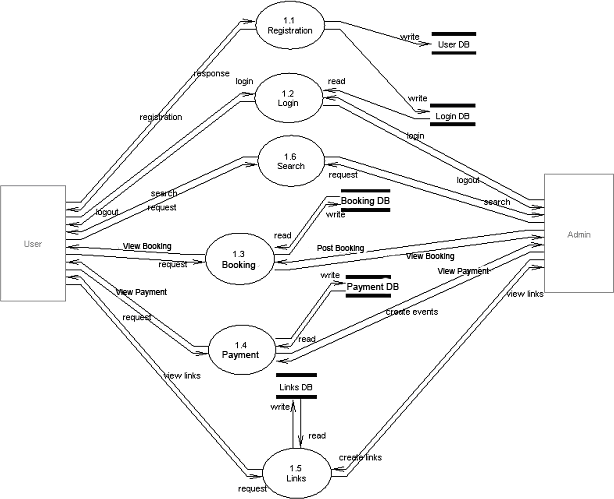 1.1
Registration
write
User DB
response
login
read
1.2
Login
write
Login DB
registration
login
1.6
Search
request
logout
search
request
logout
search
User
Admin
Booking DB
read
write
View Booking
1.3
Booking
Post Booking
View Booking
request
View Payment
write
Payment DB
View Payment
request
create events
view links
1.4
Payment
read
view links
Links DB
write
read
create links
1.5
Links
request